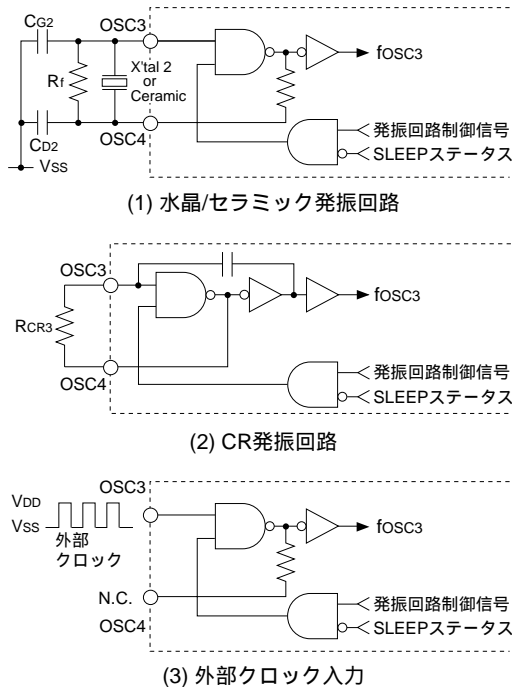 CG2
OSC3
Rf
X'tal 2
or
Ceramic
fOSC3
CD2
OSC4
VSS
発振回路制御信号
SLEEPステータス
(1) 水晶/セラミック発振回路
OSC3
RCR3
fOSC3
OSC4
発振回路制御信号
SLEEPステータス
(2) CR発振回路
OSC3
VDD
VSS
外部
クロック
fOSC3
N.C.
OSC4
発振回路制御信号
SLEEPステータス
(3) 外部クロック入力